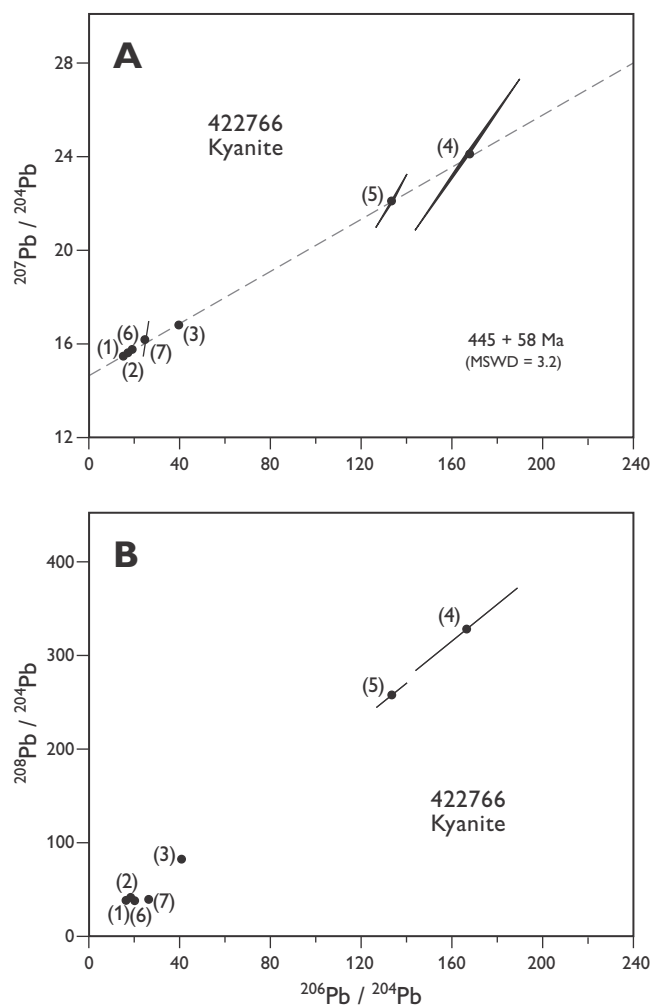 A
422766
Kyanite
28
24
20
16
12
207Pb / 204Pb
(4)
(5)
(6)
(1)
(3)
(7)
(2)
445 + 58 Ma
(MSWD = 3.2)
0 40 80 120 160 200 240
B
400
300
200
100
0
208Pb / 204Pb
(4)
(5)
422766
Kyanite
(3)
(2)
(7)
(1)(6)
0 40 80 120 160 200 240
206Pb / 204Pb